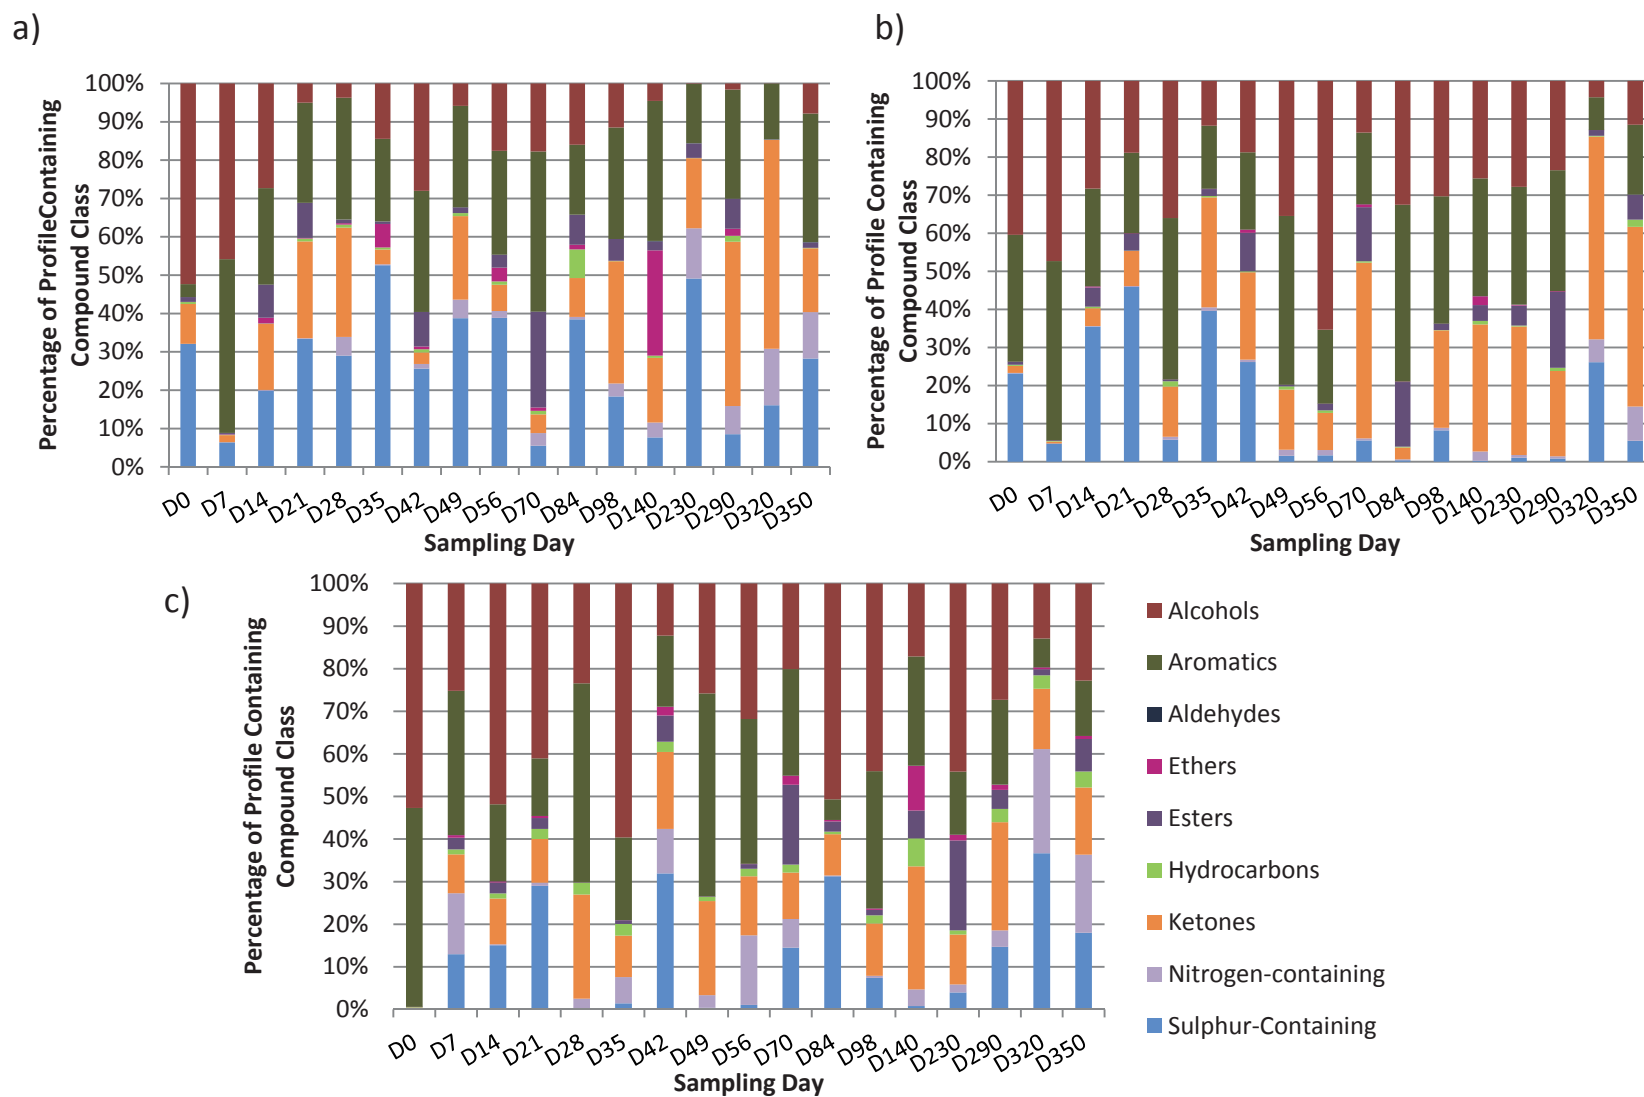 a)
Percentage of ProfileContaining
Compound Class
100%
90%
80%
70%
60%
50%
40%
30%
20%
10%
0%
D0 D7 D14 D21 D28 D35 D42 D49 D56 D70 D84 D98 D140 D230 D290 D320 D350
Sampling Day
b)
Percentage of Profile Containing
Compound Class
100%
90%
80%
70%
60%
50%
40%
30%
20%
10%
0%
D0 D7 D14 D21 D28 D35 D42 D49 D56 D70 D84 D98 D140 D230 D290 D320 D350
Sampling Day
c)
Percentage of Profile Containing
Compound Class
100%
90%
80%
70%
60%
50%
40%
30%
20%
10%
0%
D0 D7 D14 D21 D28 D35 D42 D49 D56 D70 D84 D98 D140 D230 D290 D320 D350
Sampling Day
Alcohols
Aromatics
Aldehydes
Ethers
Esters
Hydrocarbons
Ketones
Nitrogen-containing
Sulphur-Containing